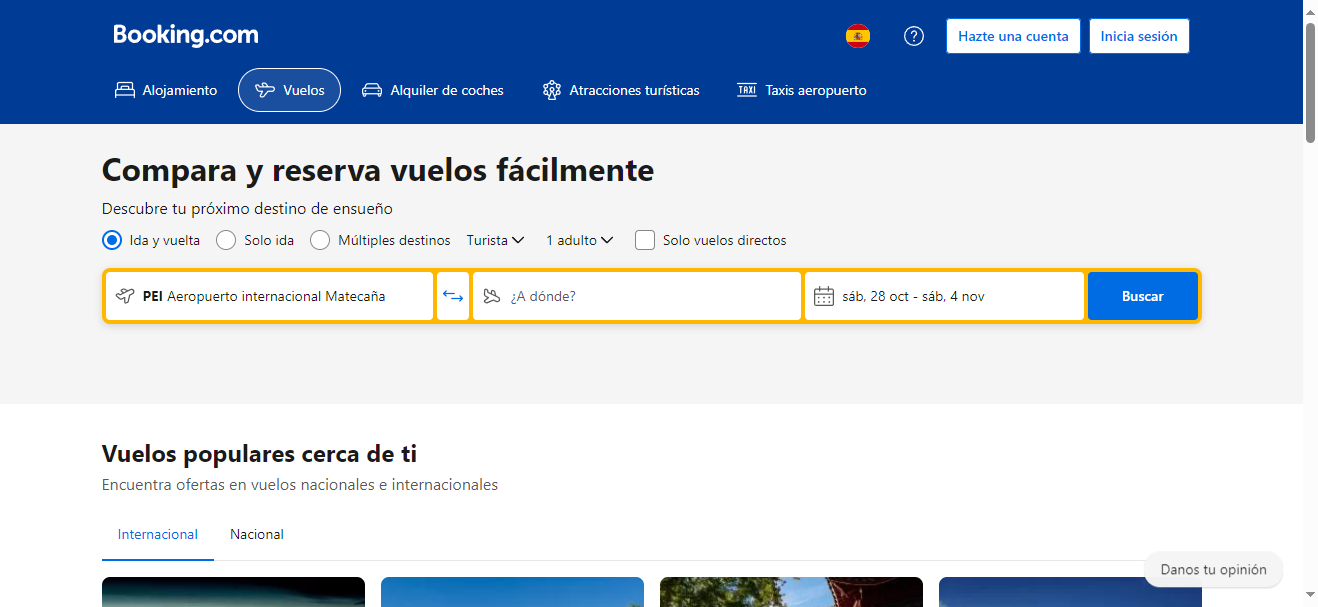 Booking.com
Hazte una cuenta
Inicia sesión
Alojamiento
Vuelos
Alquiler de coches
Atracciones turísticas
TAXI Taxis aeropuerto
Compara y reserva vuelos fácilmente
Descubre tu próximo destino de ensueño
Ida y vuelta Solo ida Múltiples destinos Turista 1 adulto Solo vuelos directos
PEI Aeropuerto internacional Matecaña ¿A dónde? sáb, 28 oct - sáb, 4 nov Buscar
Vuelos populares cerca de ti
Encuentra ofertas en vuelos nacionales e internacionales
Internacional Nacional
Danos tu opinión